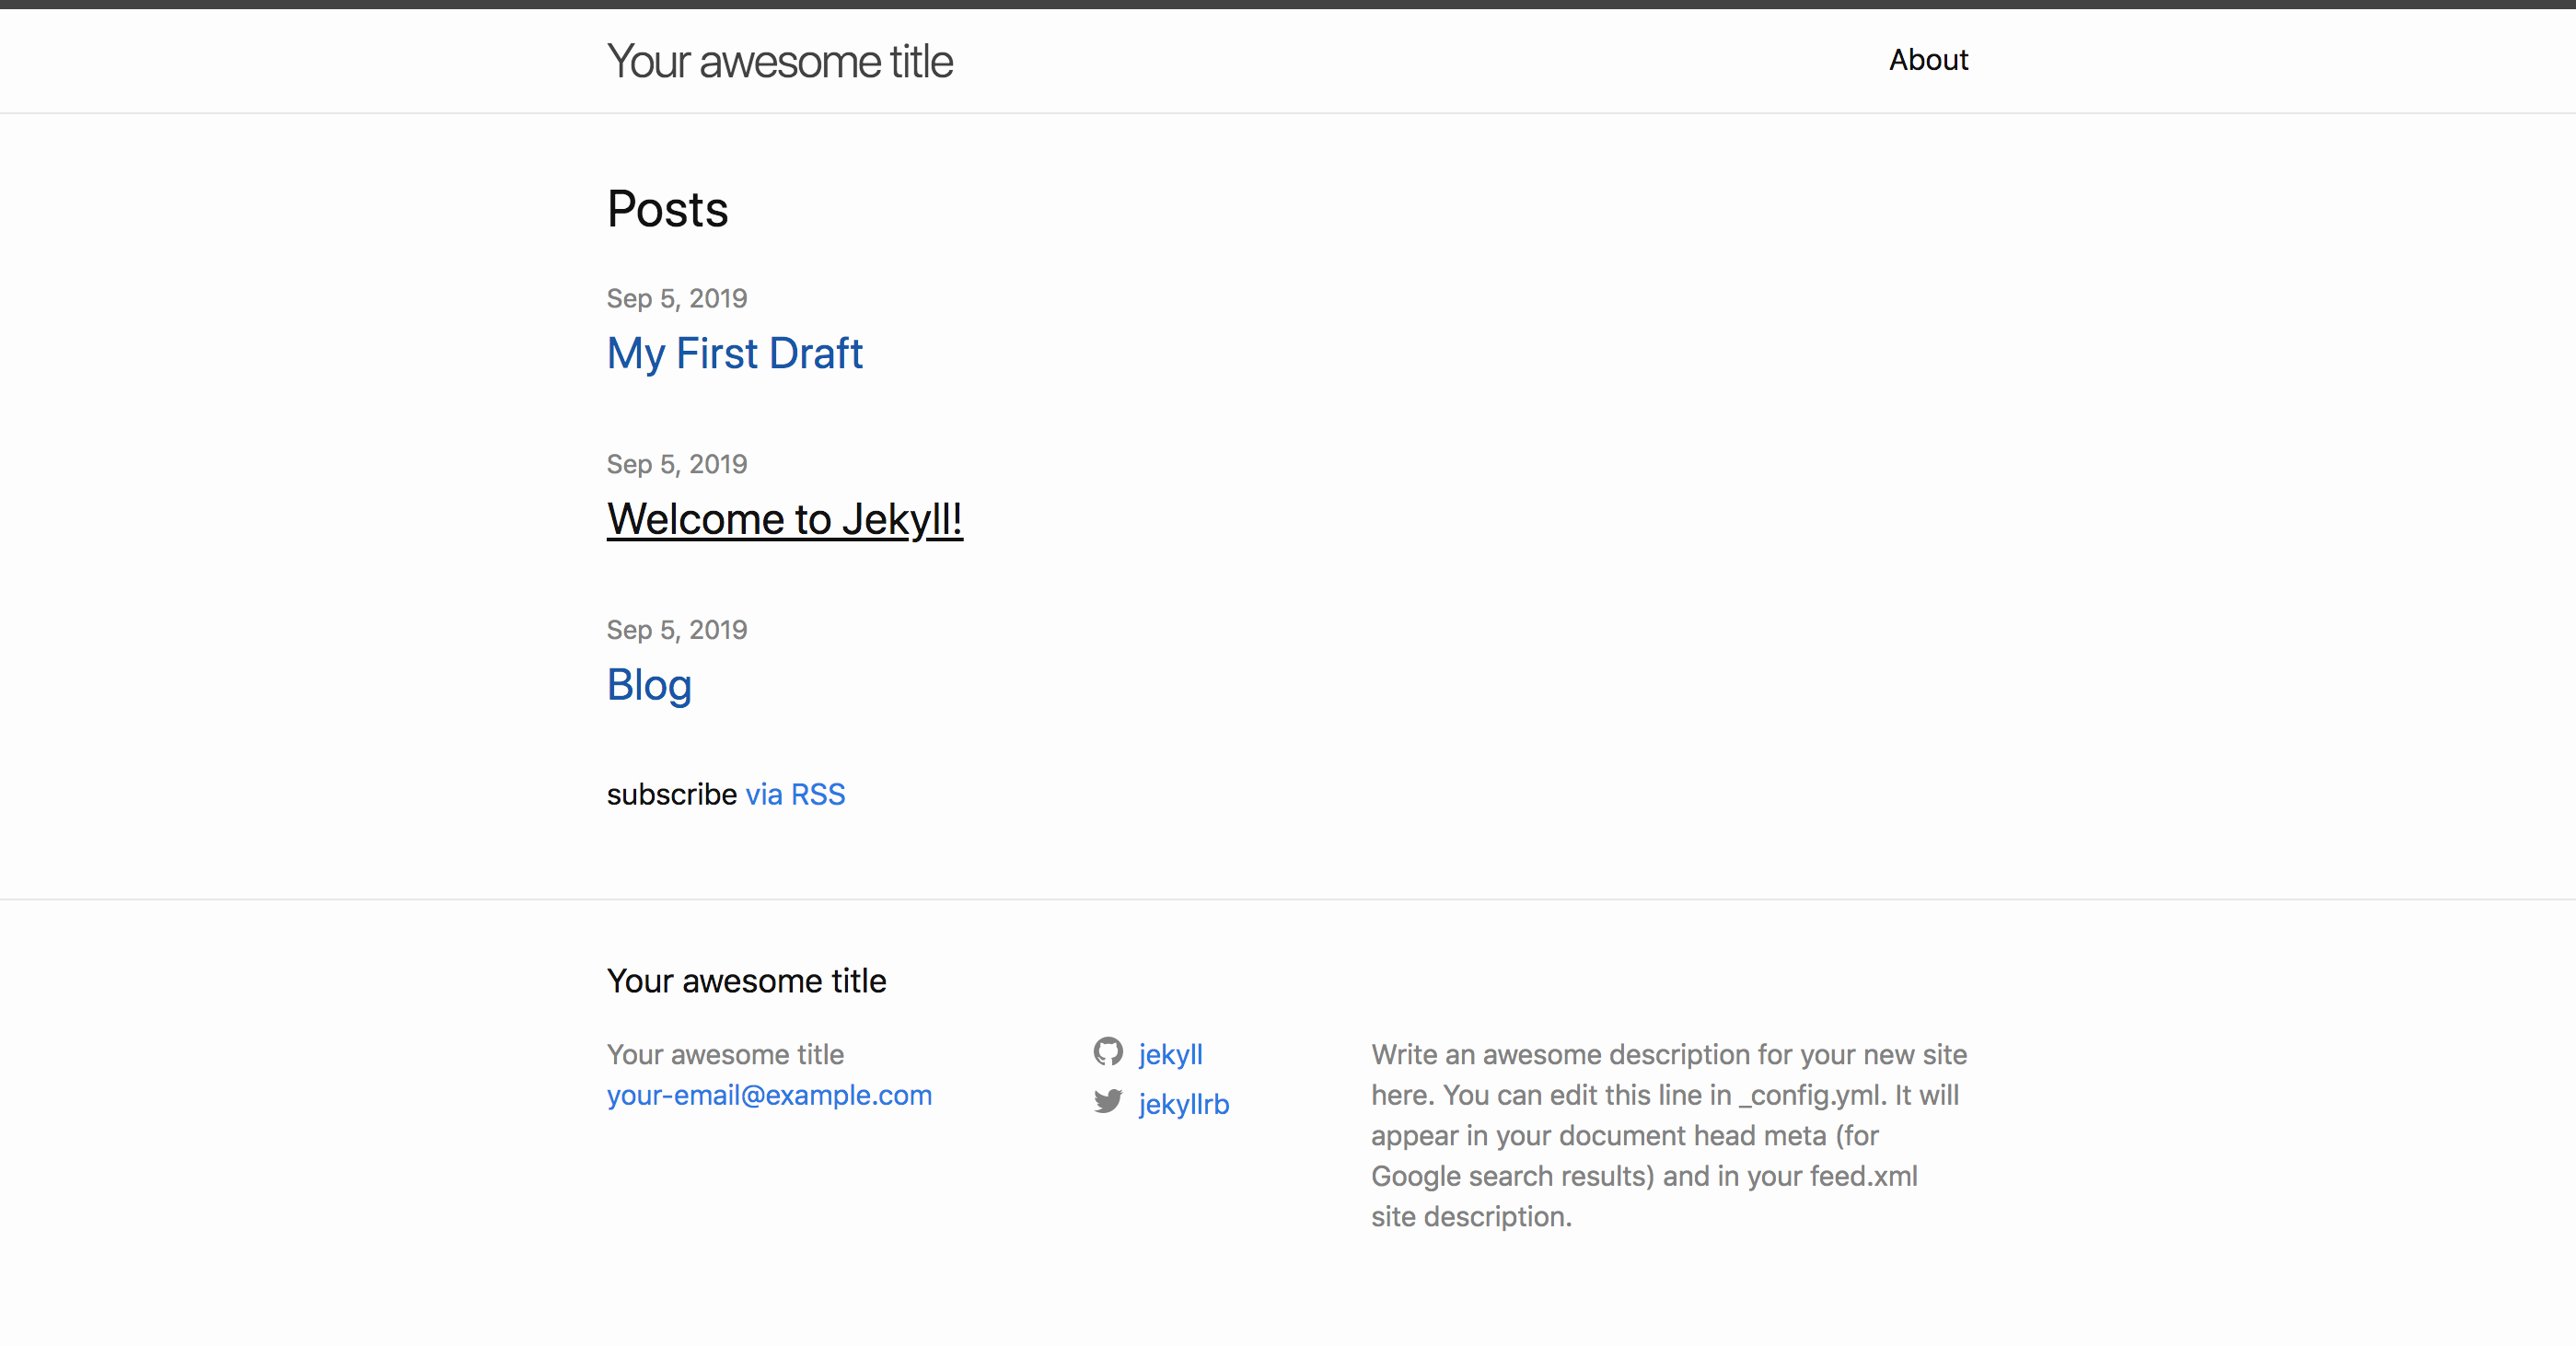 Your awesome title
About
Posts
Sep 5, 2019
My First Draft
Sep 5, 2019
Welcome to Jekyll!
Sep 5, 2019
Blog
subscribe via RSS
Your awesome title
Your awesome title
your-email@example.com
jekyll
jekyllrb
Write an awesome description for your new site
here. You can edit this line in _config.yml. It will
appear in your document head meta (for
Google search results) and in your feed.xml
site description.